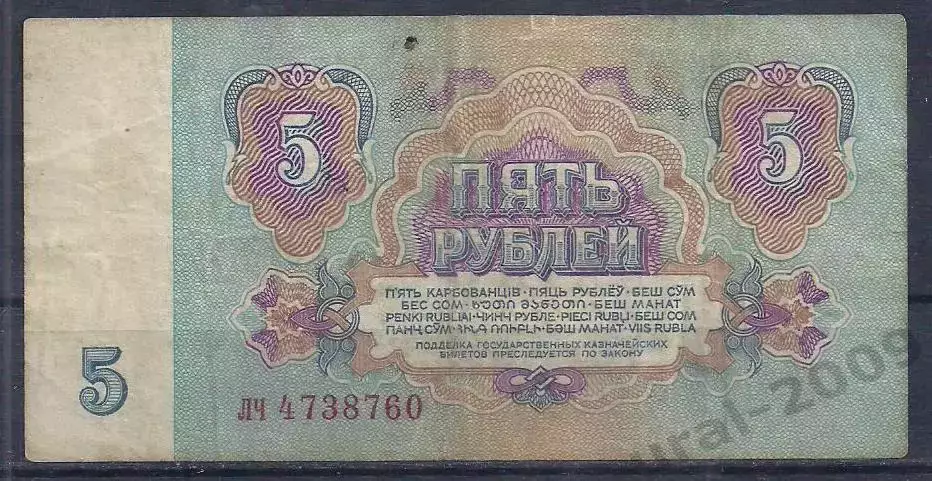 5 5
ПЯТЬ
РУБЛЕЙ
П'ЯТЬ КАРБОВАНЦІВ · ПЯЦЬ РУБЛЁЎ · БЕШ СЎМ
БЕС СОМ · ხუთი მანეთი · БЕШ МАНАТ
PENKI RUBLIAI · ЧИНЧ РУБЛЕ · PIECI RUBĻI · БЕШ СОМ
ПАНҶ СЎМ · ՀԻՆԳ ՌՈՒԲԼԻ · БӘШ МАНАТ · VIIS RUBLA
ПОДДЕЛКА ГОСУДАРСТВЕННЫХ КАЗНАЧЕЙСКИХ
БИЛЕТОВ ПРЕСЛЕДУЕТСЯ ПО ЗАКОНУ
5
ЛЧ 4738760